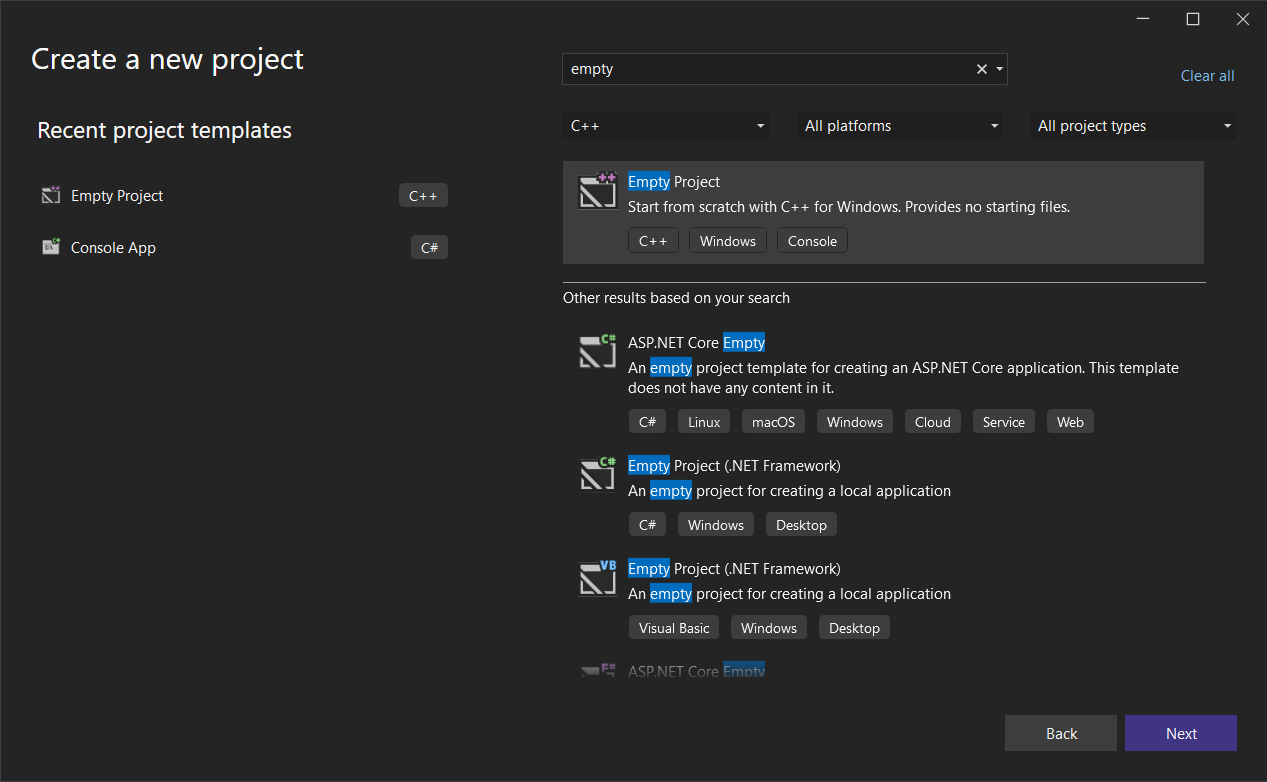 Create a new project
empty
Clear all
Recent project templates
C++
All platforms
All project types
Empty Project
C++
Console App
C#
Empty Project
Start from scratch with C++ for Windows. Provides no starting files.
C++ Windows Console
Other results based on your search
C#
ASP.NET Core Empty
An empty project template for creating an ASP.NET Core application. This template
does not have any content in it.
C# Linux macOS Windows Cloud Service Web
C#
Empty Project (.NET Framework)
An empty project for creating a local application
C# Windows Desktop
VB
Empty Project (.NET Framework)
An empty project for creating a local application
Visual Basic Windows Desktop
F#
ASP.NET Core Empty
Back
Next